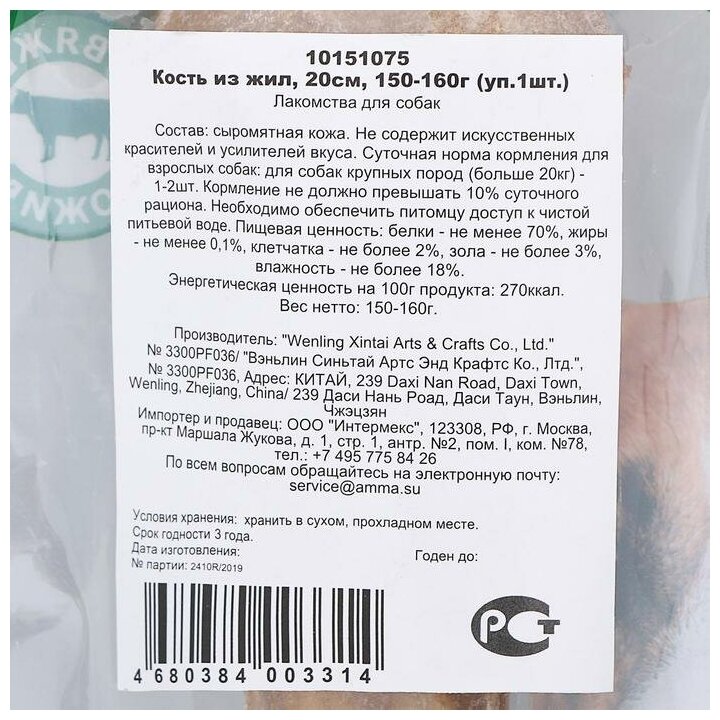 10151075
Кость из жил, 20см, 150-160г (уп.1шт.)
Лакомства для собак
Состав: сыромятная кожа. Не содержит искусственных
красителей и усилителей вкуса. Суточная норма кормления для
взрослых собак: для собак крупных пород (больше 20кг) -
1-2шт. Кормление не должно превышать 10% суточного
рациона. Необходимо обеспечить питомцу доступ к чистой
питьевой воде. Пищевая ценность: белки - не менее 70%, жиры
- не менее 0,1%, клетчатка - не более 2%, зола - не более 3%,
влажность - не более 18%.
Энергетическая ценность на 100г продукта: 270ккал.
Вес нетто: 150-160г.
Производитель: "Wenling Xintai Arts & Crafts Co., Ltd."
№ 3300PF036/ "Вэньлин Синьтай Артс Энд Крафтс Ко., Лтд.",
№ 3300PF036, Адрес: КИТАЙ, 239 Daxi Nan Road, Daxi Town,
Wenling, Zhejiang, China/ 239 Даси Нань Роад, Даси Таун, Вэньлин,
Чжэцзян
Импортер и продавец: ООО "Интермекс", 123308, РФ, г. Москва,
пр-кт Маршала Жукова, д. 1, стр. 1, антр. №2, пом. I, ком. №78,
тел.: +7 495 775 84 26
По всем вопросам обращайтесь на электронную почту:
service@amma.su
Условия хранения: хранить в сухом, прохладном месте.
Срок годности 3 года.
Дата изготовления:
Годен до:
№ партии: 2410R/2019
4 680384 003314
РСТ